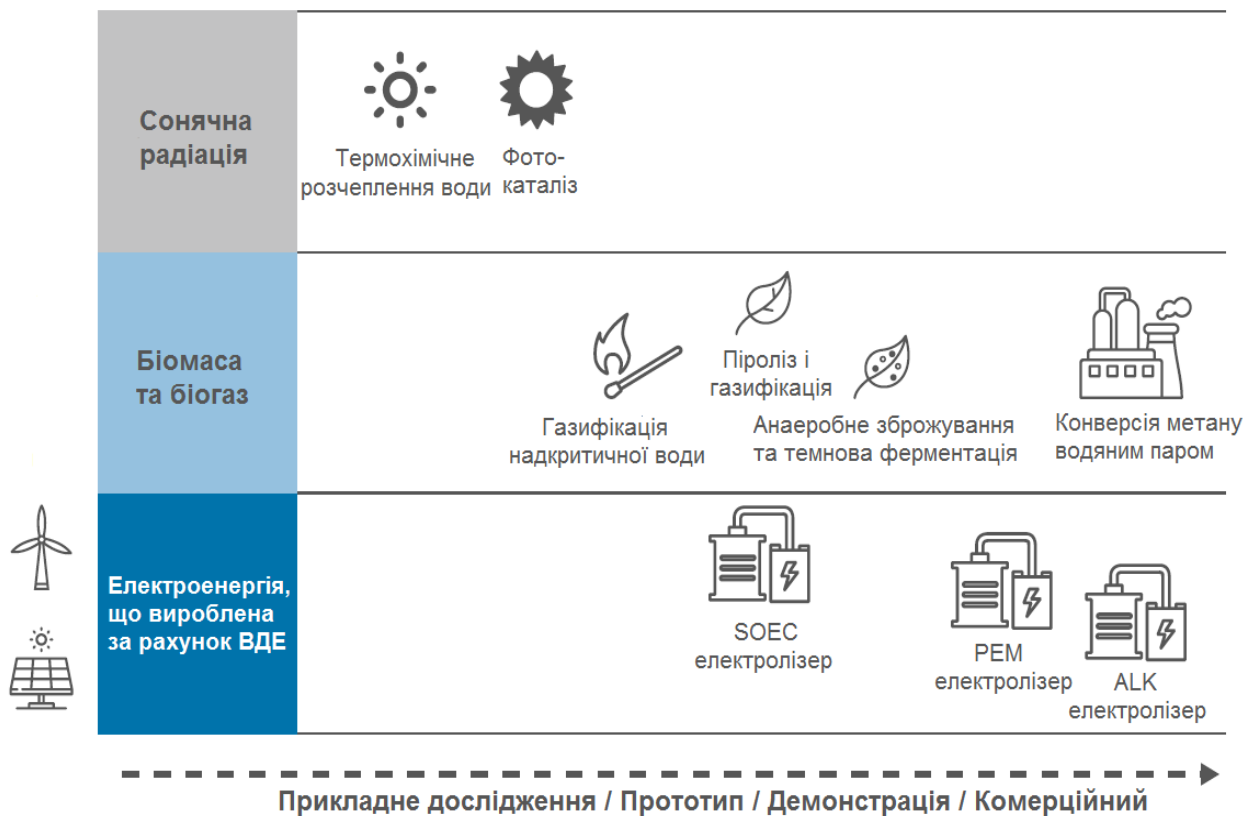 Сонячна
радіація
Термохімічне
розчеплення води
Фото-
каталіз
Біомаса
та біогаз
Газифікація
надкритичної води
Піроліз і
газифікація
Анаеробне зброжування
та темнова ферментація
Конверсія метану
водяним паром
Електроенергія,
що вироблена
за рахунок ВДЕ
SOEC
електролізер
PEM
електролізер
ALK
електролізер
Прикладне дослідження / Прототип / Демонстрація / Комерційний